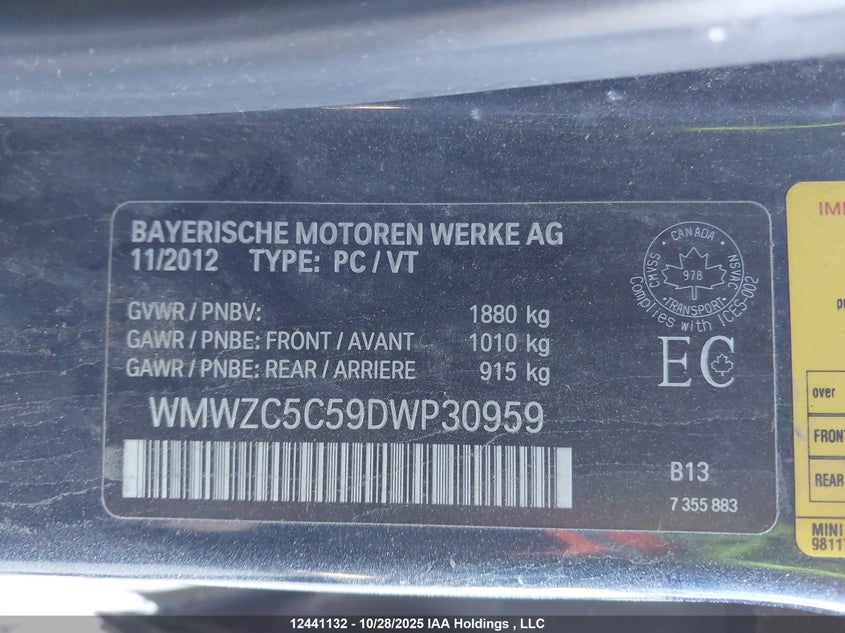 BAYERISCHE MOTOREN WERKE AG
11/2012 TYPE: PC / VT
GVWR / PNBV: 1880 kg
GAWR / PNBE: FRONT / AVANT 1010 kg
GAWR / PNBE: REAR / ARRIERE 915 kg
WMWZC5C59DWP30959
CANADA
CMVSS
NSVAC
978
TRANSPORT
Complies with ICES-002
EC
B13
7 355 883
IM
over
FRONT
REAR
MINI
9811
12441132 - 10/28/2025 IAA Holdings , LLC